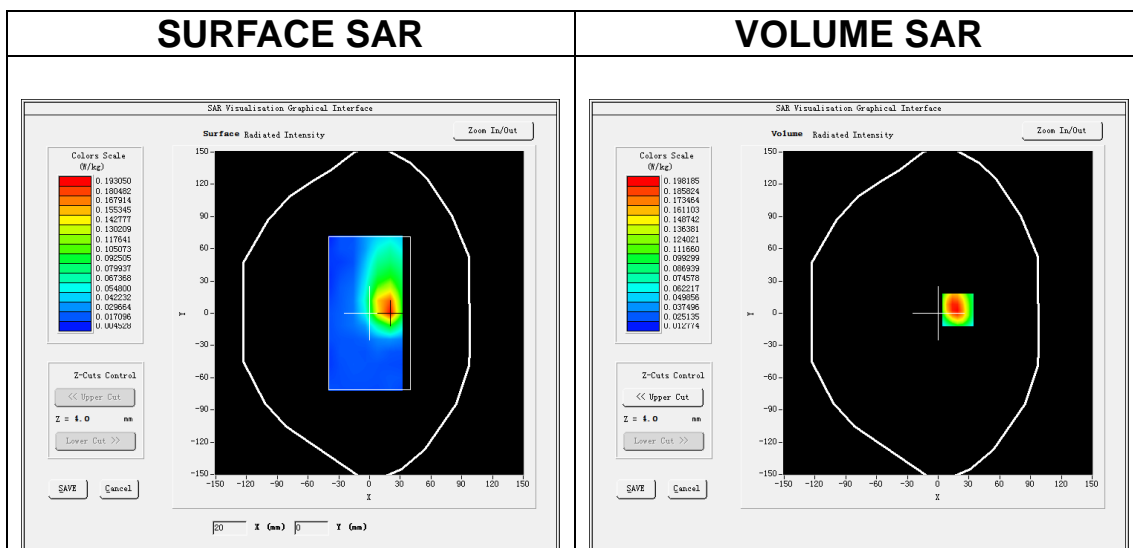 SURFACE SAR
VOLUME SAR
SAR Visualisation Graphical Interface
Surface Radiated Intensity
Zoom In/Out
Colors Scale
(W/kg)
0.193050
0.180482
0.167914
0.155345
0.142777
0.130209
0.117641
0.105073
0.092505
0.079937
0.067368
0.054800
0.042232
0.029664
0.017096
0.004528
150
120
90
60
30
0
-30
-60
-90
-120
-150
Y
-150 -120 -90 -60 -30 0 30 60 90 120 150
X
Z-Cuts Control
<< Upper Cut
Z = 4.0 mm
Lower Cut >>
SAVE Cancel
20 X (mm) 0 Y (mm)
SAR Visualisation Graphical Interface
Volume Radiated Intensity
Zoom In/Out
Colors Scale
(W/kg)
0.198185
0.185824
0.173464
0.161103
0.148742
0.136381
0.124021
0.111660
0.099299
0.086939
0.074578
0.062217
0.049856
0.037496
0.025135
0.012774
150
120
90
60
30
0
-30
-60
-90
-120
-150
Y
-150 -120 -90 -60 -30 0 30 60 90 120 150
X
Z-Cuts Control
<< Upper Cut
Z = 4.0 mm
Lower Cut >>
SAVE Cancel